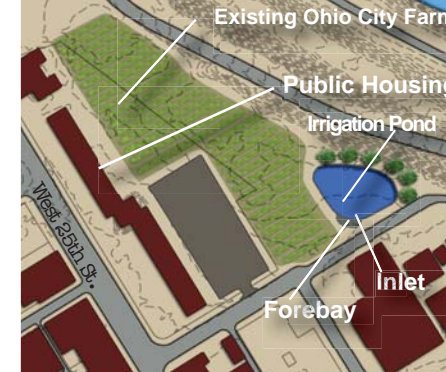 Existing Ohio City Farm
Public Housing
Irrigation Pond
West 25th St.
Inlet
Forebay